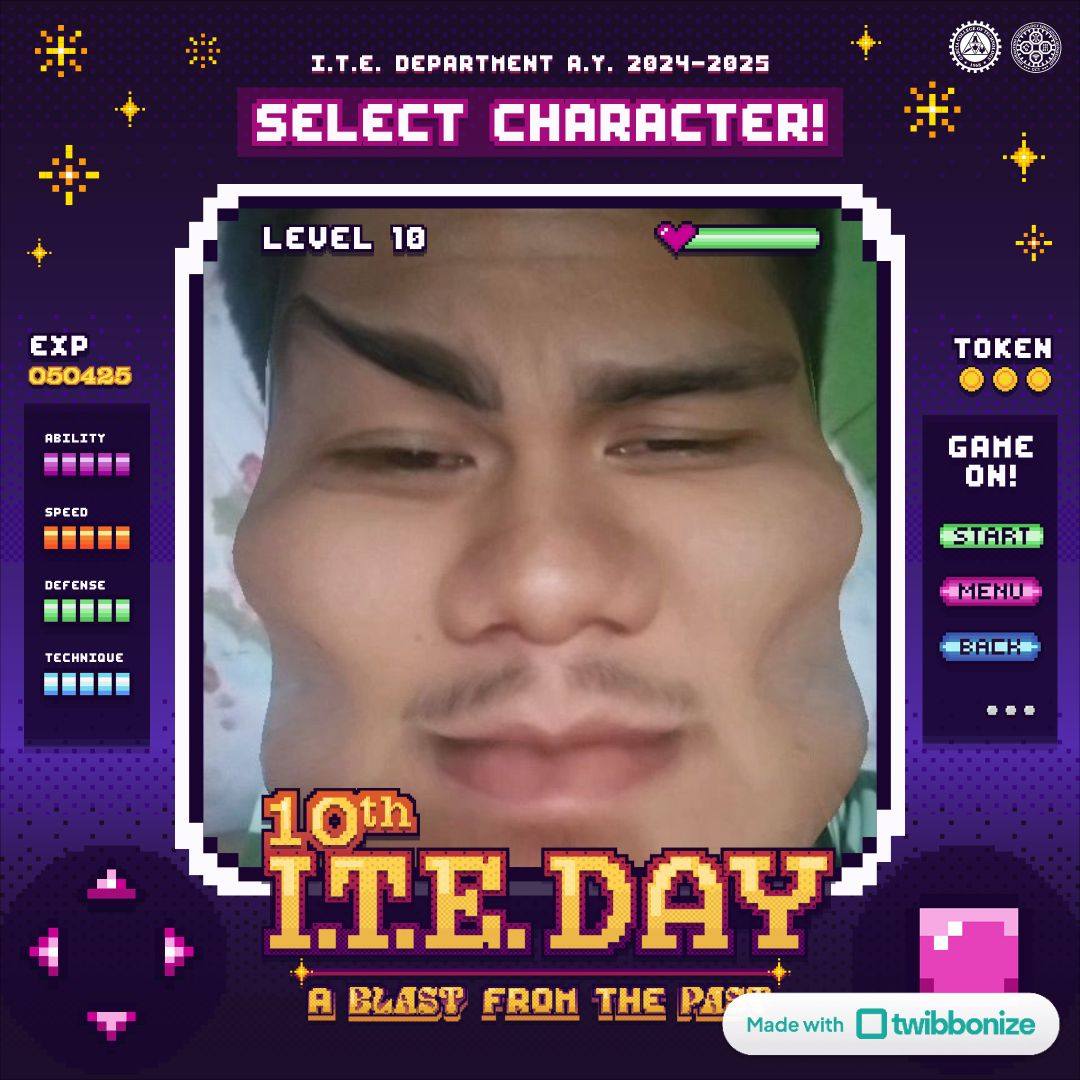 I.T.E. DEPARTMENT A.Y. 2024-2025
SELECT CHARACTER!
LEVEL 10
EXP
050425
ABILITY
SPEED
DEFENSE
TECHNIQUE
TOKEN
GAME
ON!
START
MENU
BACK
10th
I.T.E. DAY
A BLAST FROM THE PAST
Made with twibbonize